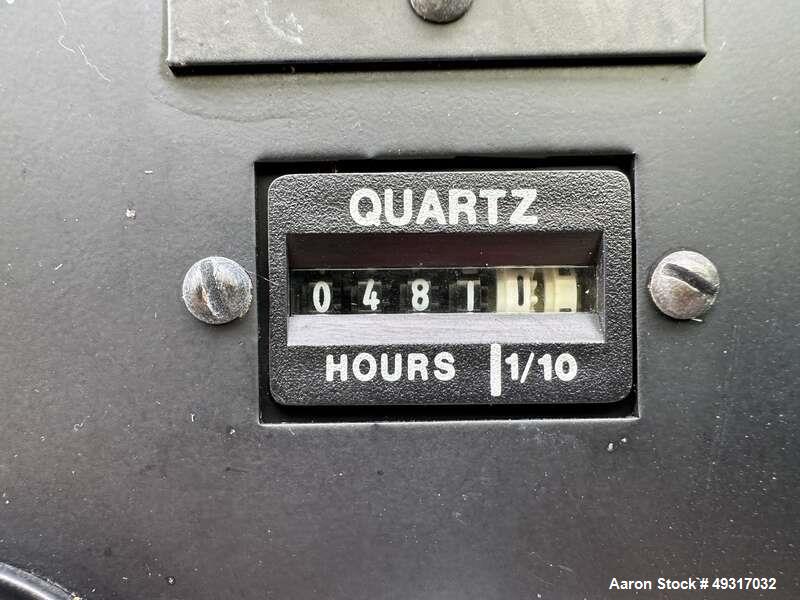 QUARTZ
0481
HOURS 1/10
Aaron Stock # 49317032